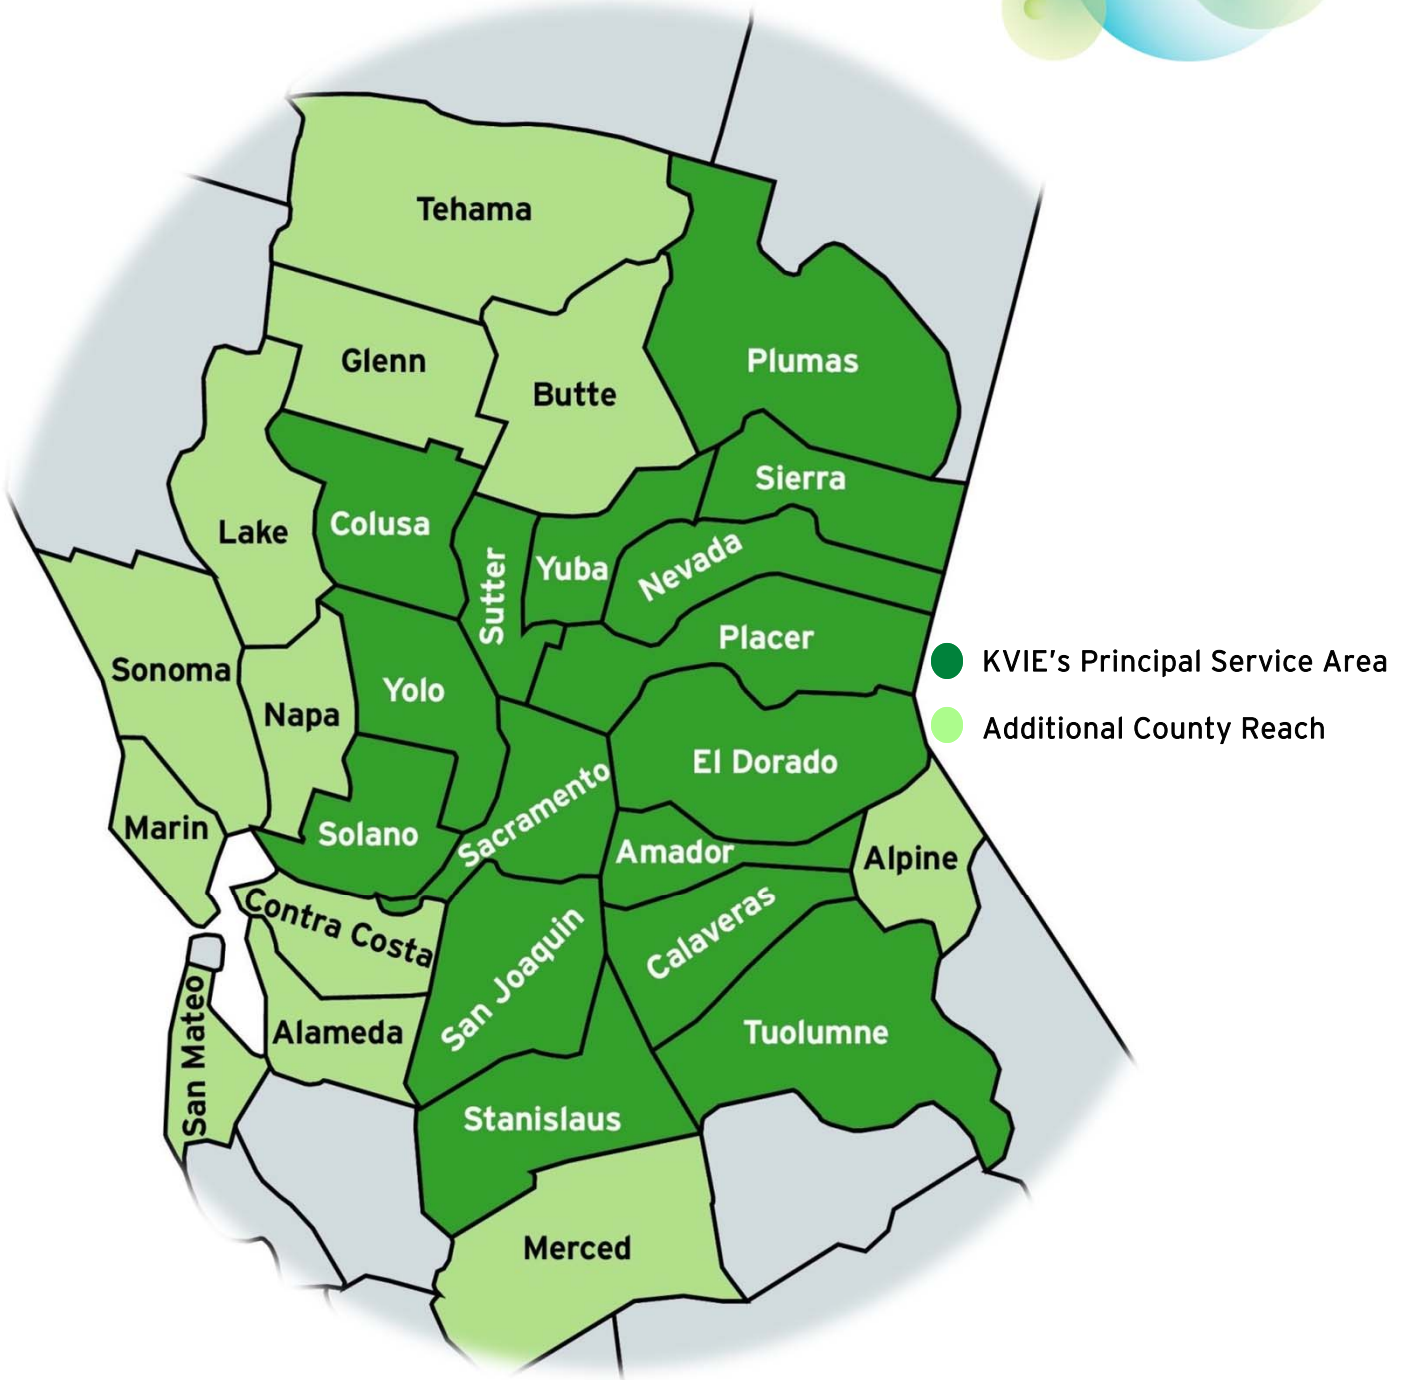 Tehama
Glenn
Butte
Plumas
Sierra
Lake
Colusa
Sutter
Yuba
Nevada
Placer
Sonoma
Napa
Yolo
El Dorado
Sacramento
Marin
Solano
Amador
Alpine
Contra Costa
San Joaquin
Calaveras
San Mateo
Alameda
Tuolumne
Stanislaus
Merced
KVIE's Principal Service Area
Additional County Reach